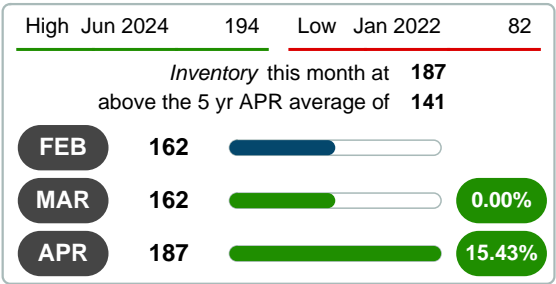 High Jun 2024 194 Low Jan 2022 82
Inventory this month at 187
above the 5 yr APR average of 141
FEB 162
MAR 162 0.00%
APR 187 15.43%